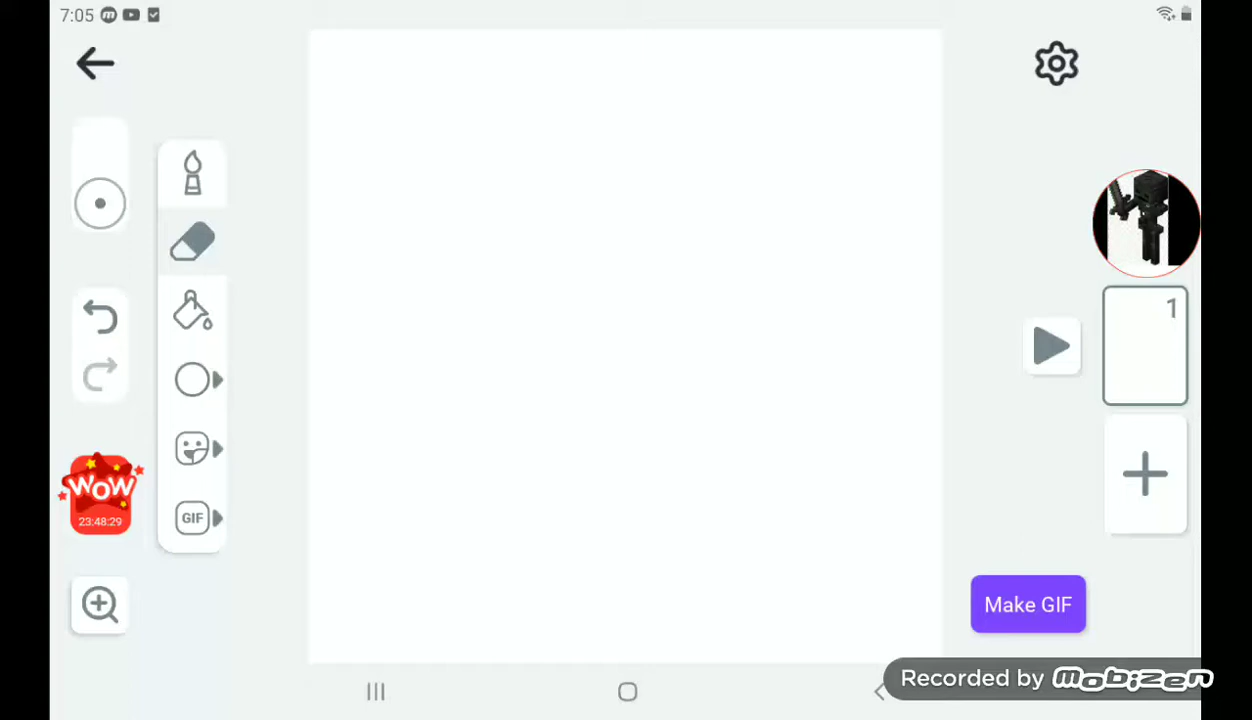 7:05
1
WOW
23:48:29
GIF
Make GIF
Recorded by MOBIZEN